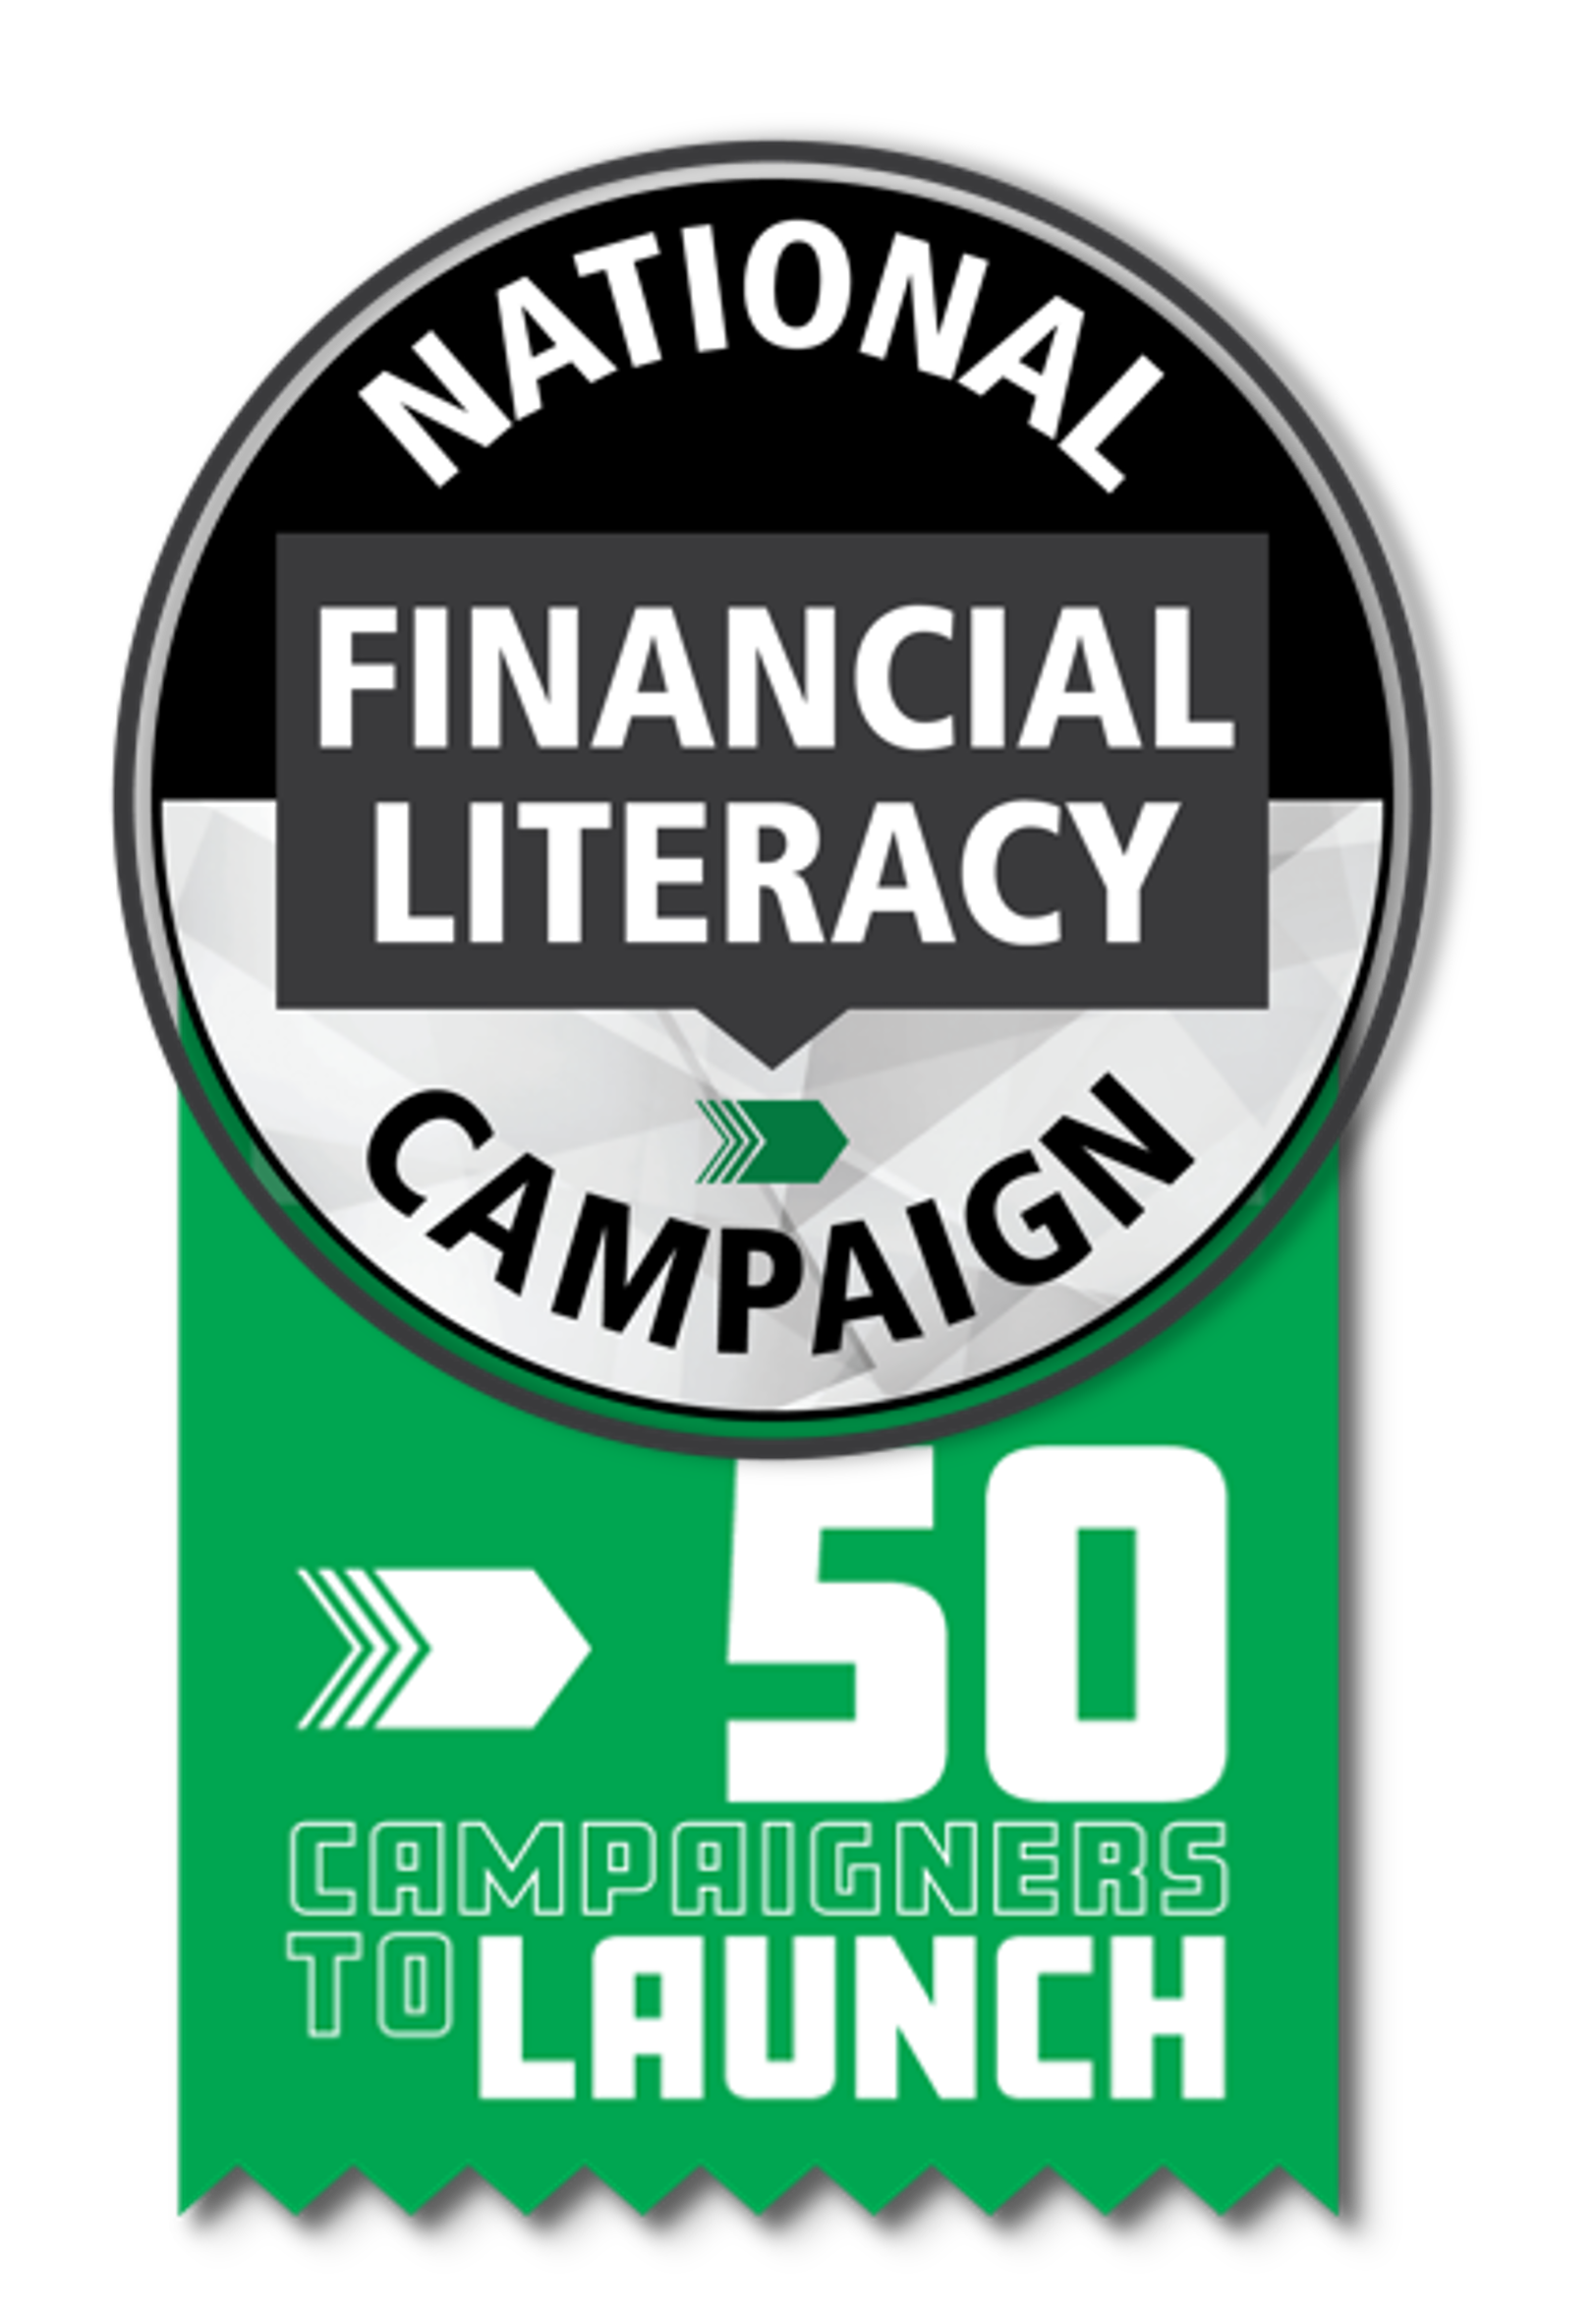 NATIONAL
FINANCIAL
LITERACY
CAMPAIGN
50
CAMPAIGNERS
TO LAUNCH